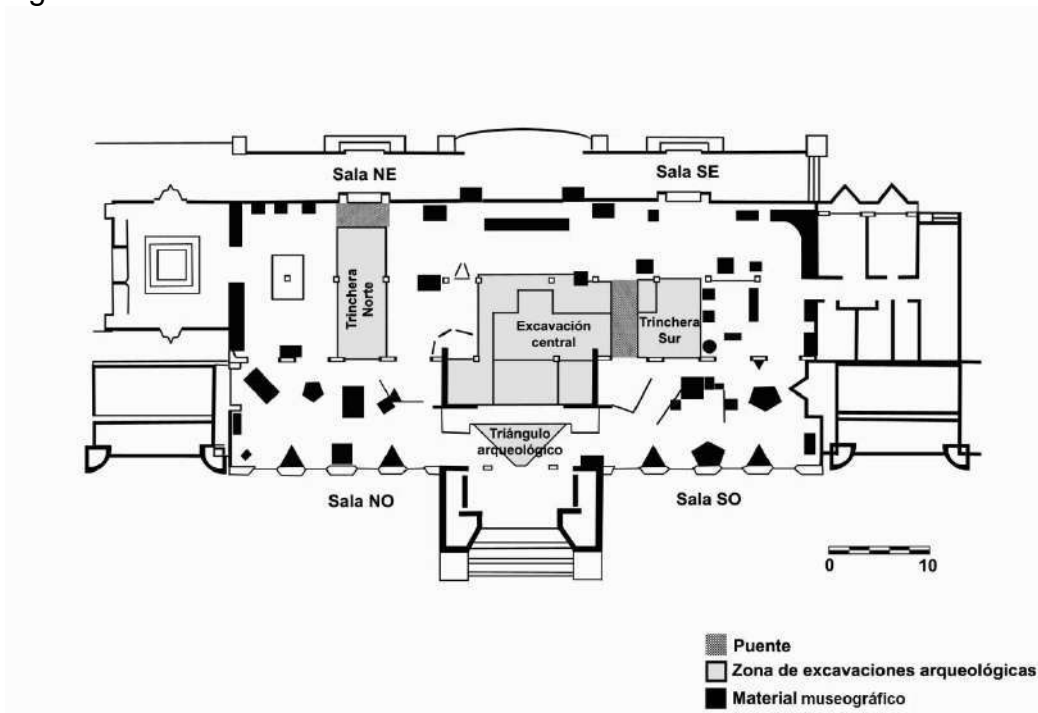 Sala NE
Sala SE
Trinchera
Norte
Excavación
central
Trinchera
Sur
Triángulo
arqueológico
Sala NO
Sala SO
0 10
Puente
Zona de excavaciones arqueológicas
Material museográfico